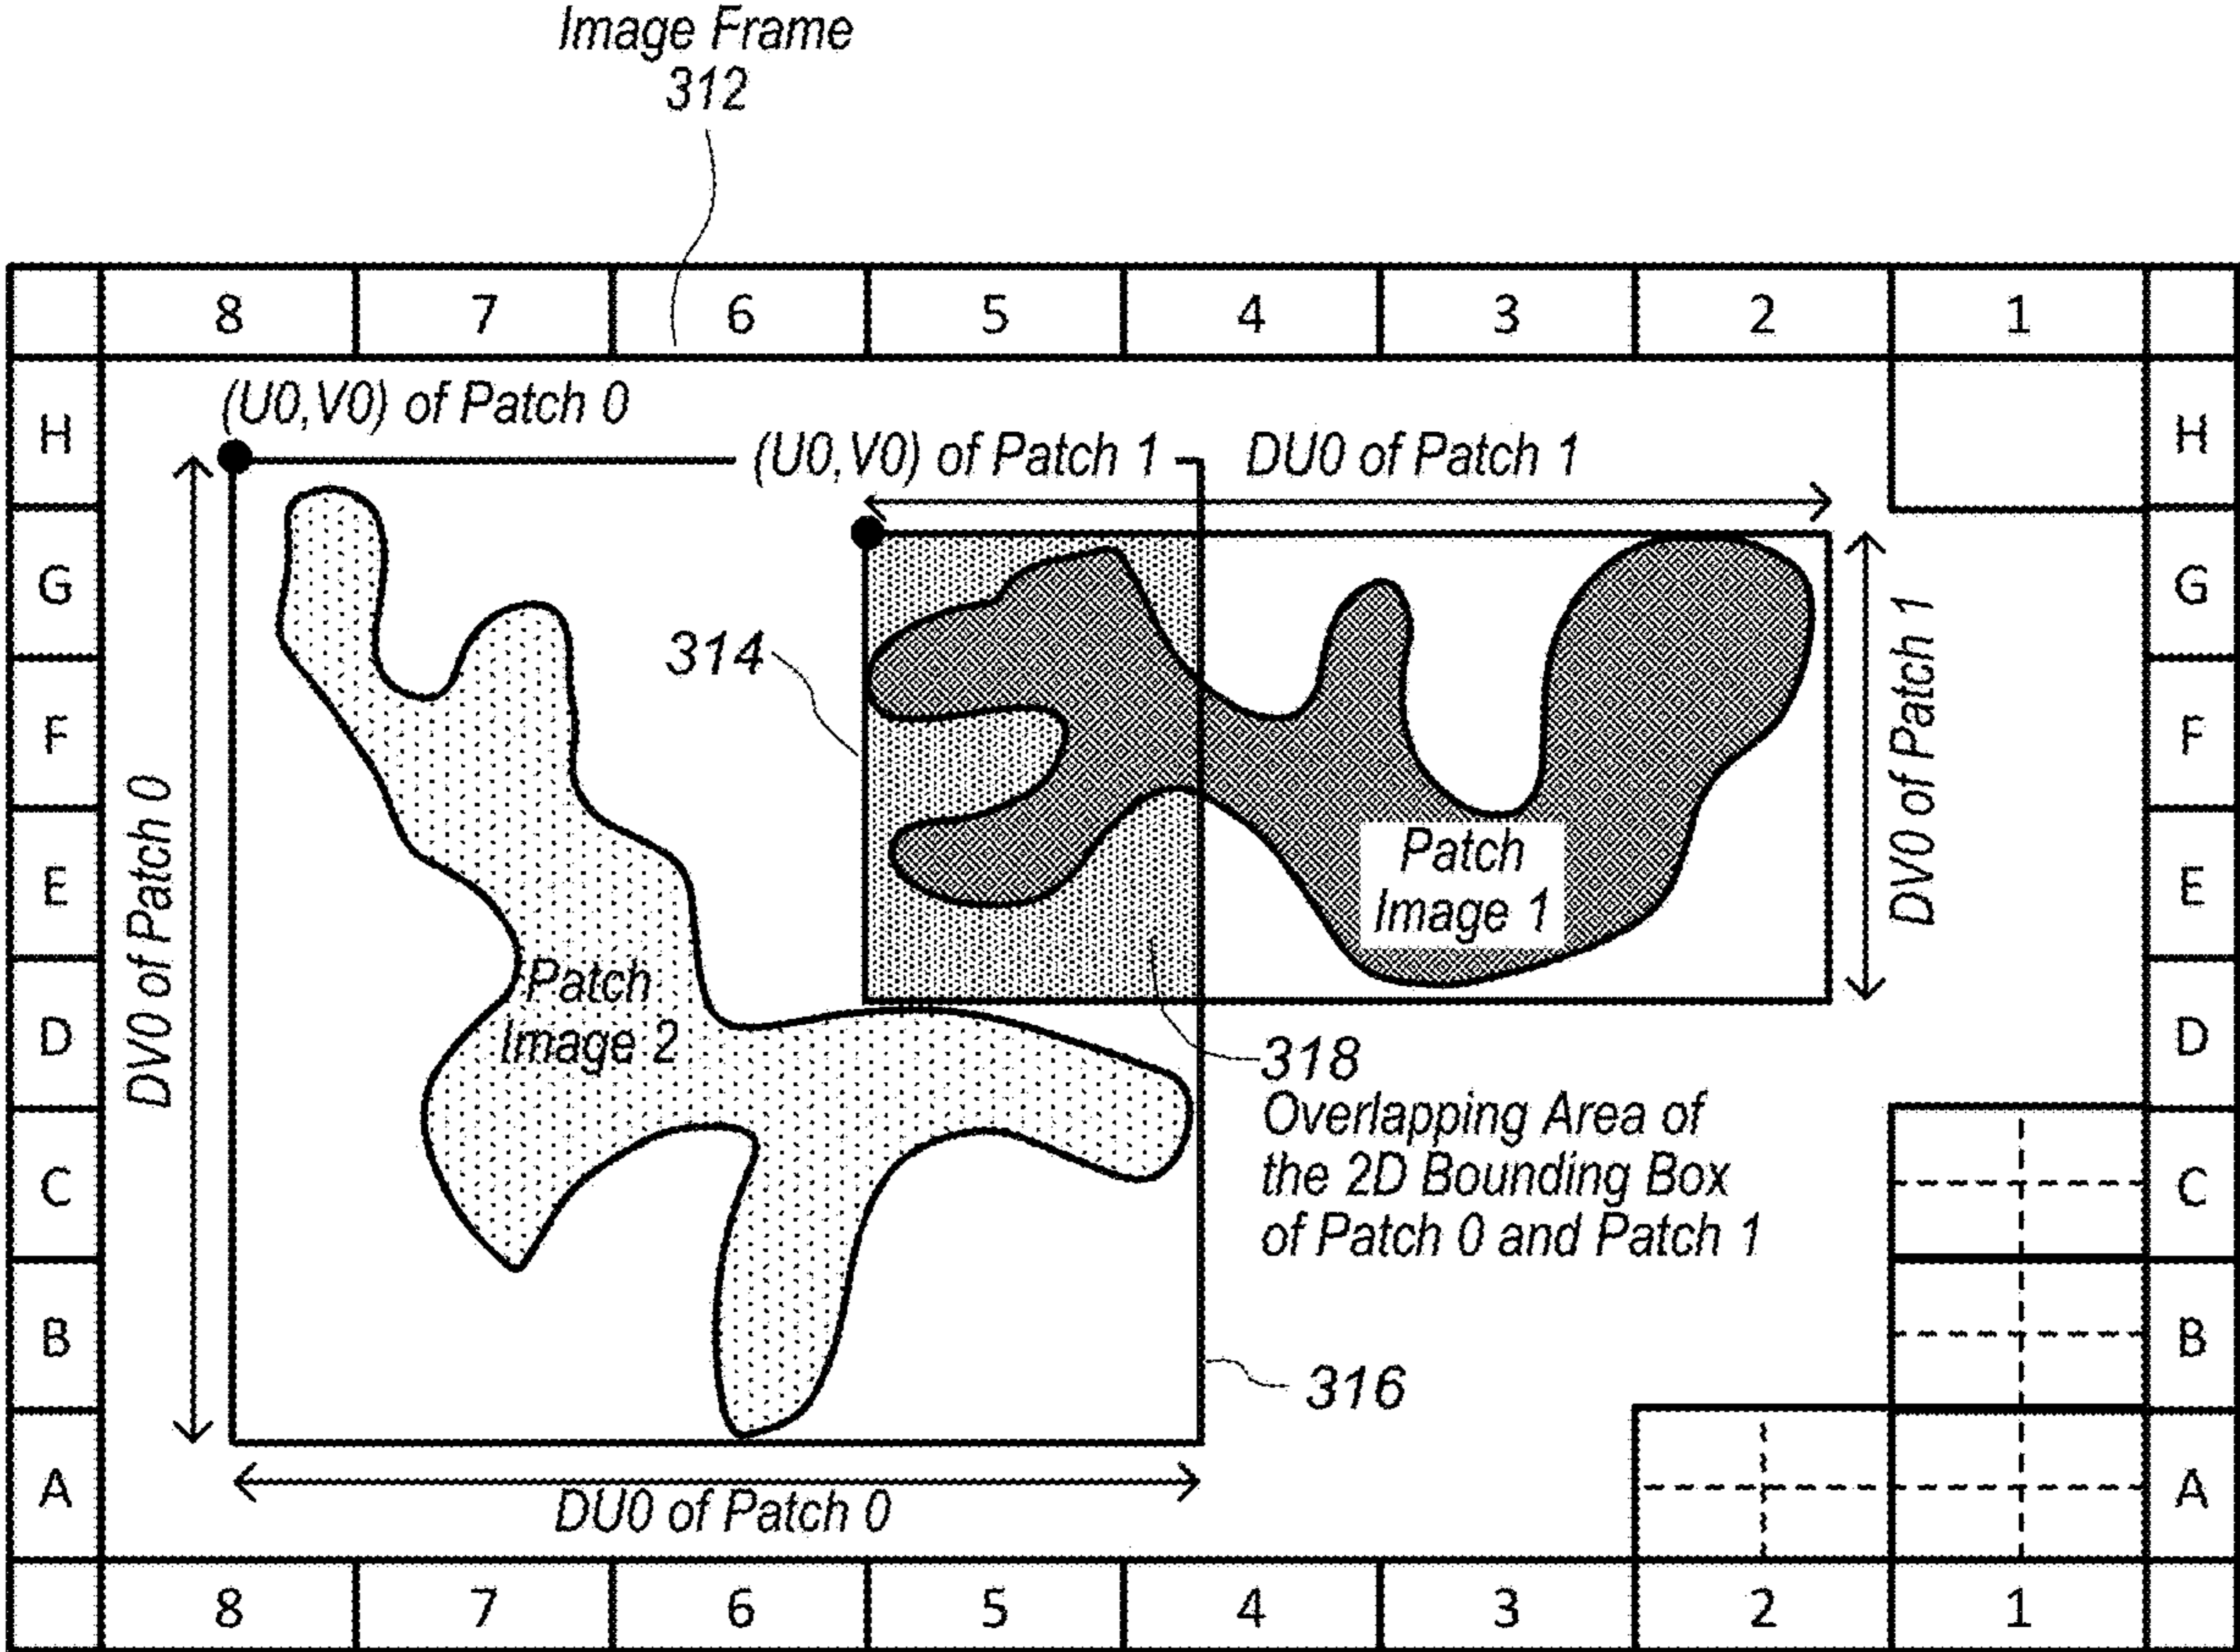 Image Frame
312
8 7 6 5 4 3 2 1
H H
(U0,V0) of Patch 0
(U0,V0) of Patch 1 DU0 of Patch 1
G G
DV0 of Patch 1
314
F F
DV0 of Patch 0
E E
Patch
Image 1
Patch
Image 2
D D
318
Overlapping Area of
the 2D Bounding Box
of Patch 0 and Patch 1
C C
B B
316
A A
DU0 of Patch 0
8 7 6 5 4 3 2 1